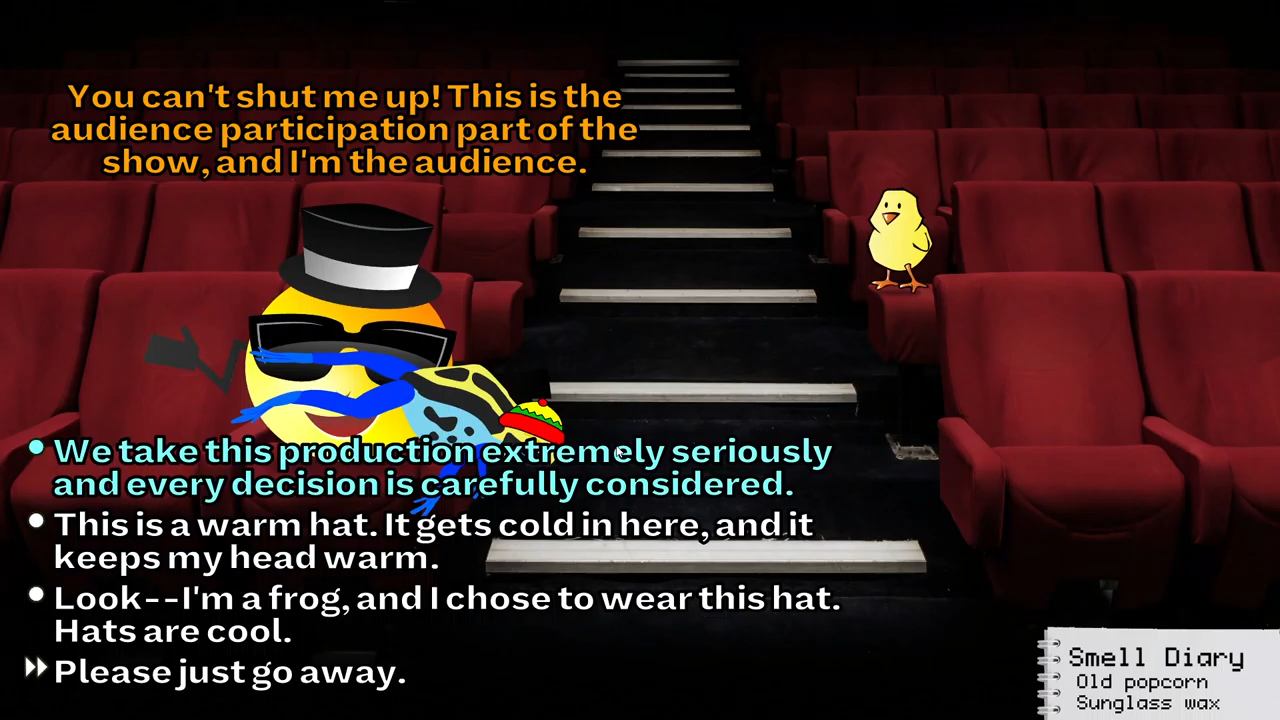 You can't shut me up! This is the
audience participation part of the
show, and I'm the audience.
We take this production extremely seriously
and every decision is carefully considered.
This is a warm hat. It gets cold in here, and it
keeps my head warm.
Look--I'm a frog, and I chose to wear this hat.
Hats are cool.
Please just go away.
Smell Diary
Old popcorn
Sunglass wax